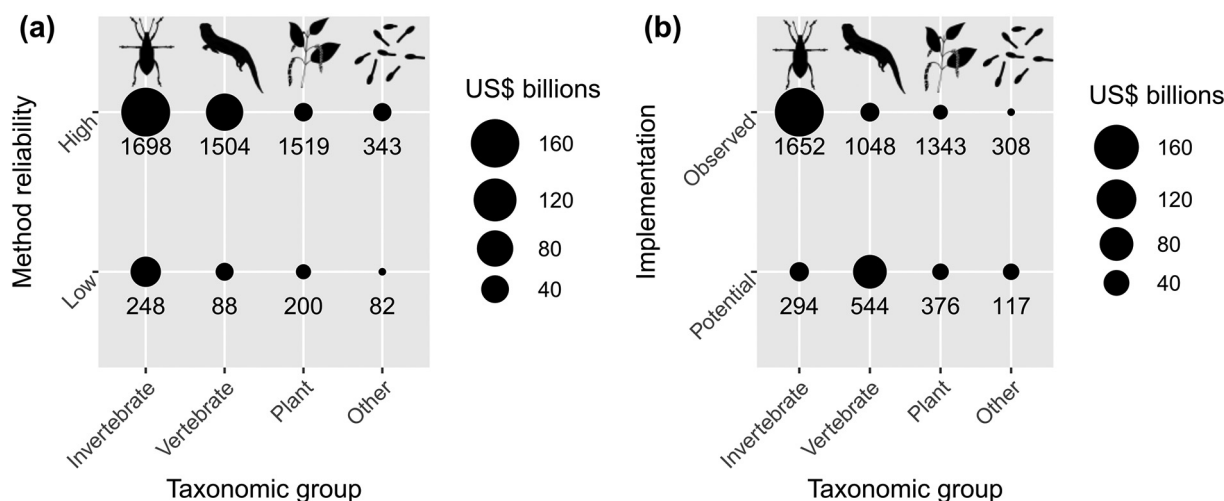 (a)
Method reliability
High
Low
1698 1504 1519 343
248 88 200 82
Invertebrate
Vertebrate
Plant
Other
Taxonomic group
US$ billions
160
120
80
40
(b)
Implementation
Observed
Potential
1652 1048 1343 308
294 544 376 117
Invertebrate
Vertebrate
Plant
Other
Taxonomic group
US$ billions
160
120
80
40